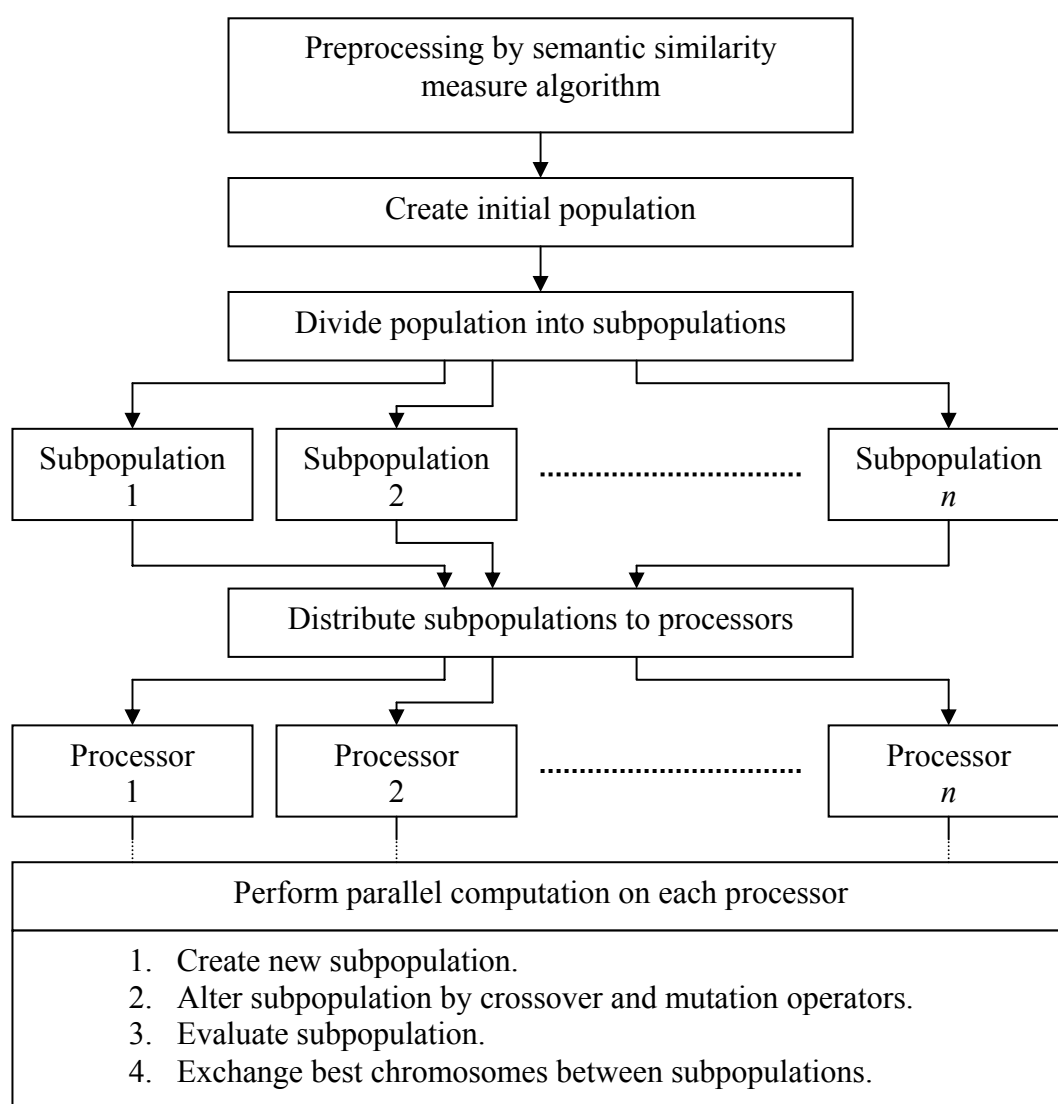 Preprocessing by semantic similarity
measure algorithm
Create initial population
Divide population into subpopulations
Subpopulation
1
Subpopulation
2
Subpopulation
n
Distribute subpopulations to processors
Processor
1
Processor
2
Processor
n
Perform parallel computation on each processor
1. Create new subpopulation.
2. Alter subpopulation by crossover and mutation operators.
3. Evaluate subpopulation.
4. Exchange best chromosomes between subpopulations.